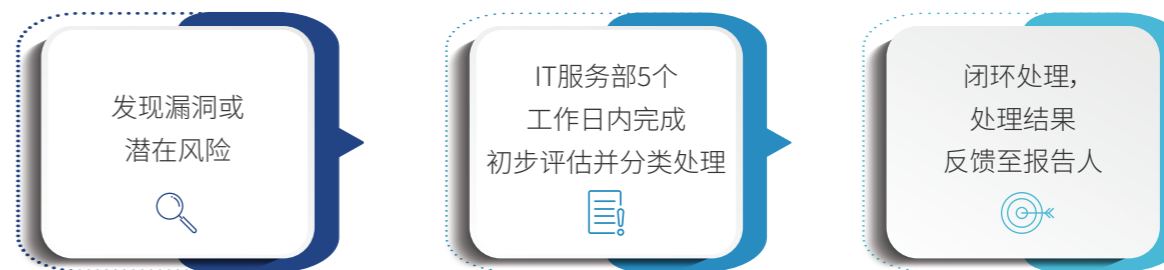 发现漏洞或
潜在风险
IT服务部5个
工作日内完成
初步评估并分类处理
闭环处理,
处理结果
反馈至报告人